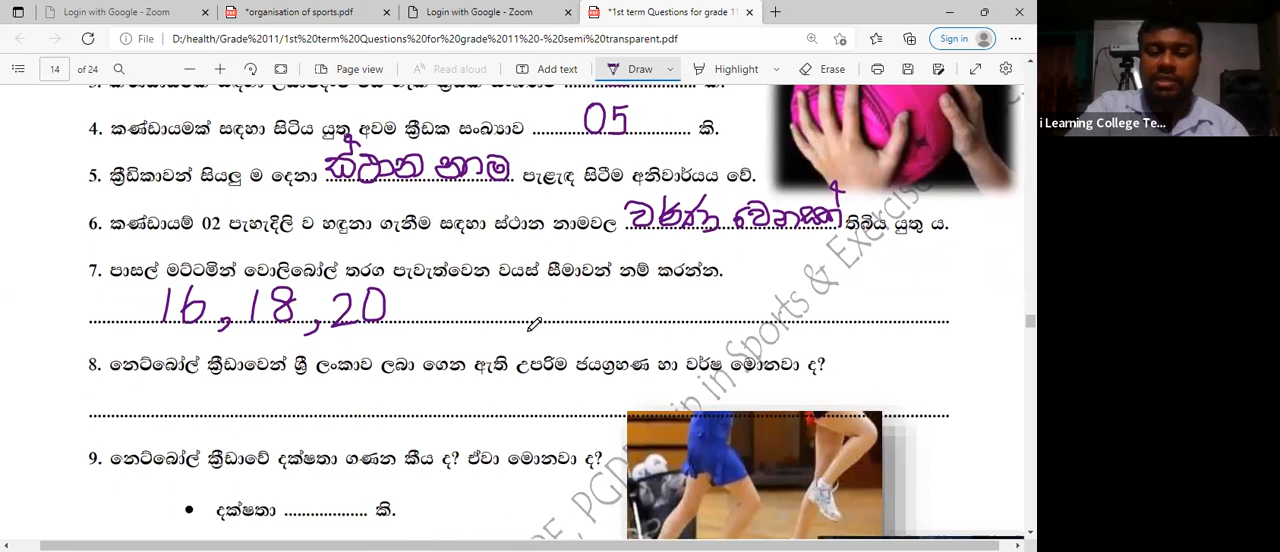 Login with Google - Zoom
*organisation of sports.pdf
Login with Google - Zoom
*1st term Questions for grade 11
File
D:/health/Grade%2011/1st%20term%20Questions%20for%20grade%2011%20-%20semi%20transparent.pdf
Sign in
14 of 24
Page view
Read aloud
Add text
Draw
Highlight
Erase
i Learning College Te...
4. කණ්ඩායමක් සඳහා සිටිය යුතු අවම ක්‍රීඩක සංඛ්‍යාව .......... 05 .......... කි.
5. ක්‍රීඩිකාවන් සියලු ම දෙනා ස්ථාන නාම පැළැඳ සිටීම අනිවාර්යය වේ.
6. කණ්ඩායම් 02 පැහැදිලි ව හඳුනා ගැනීම සඳහා ස්ථාන නාමවල වර්ණ වෙනසක් තිබිය යුතු ය.
7. පාසල් මට්ටමින් වොලිබෝල් තරග පැවැත්වෙන වයස් සීමාවන් නම් කරන්න.
16, 18, 20
8. නෙට්බෝල් ක්‍රීඩාවෙන් ශ්‍රී ලංකාව ලබා ගෙන ඇති උපරිම ජයග්‍රහණ හා වර්ෂ මොනවා ද?
9. නෙට්බෝල් ක්‍රීඩාවේ දක්ෂතා ගණන කීය ද? ඒවා මොනවා ද?
• දක්ෂතා ................... කි.
in Sports & Exercise